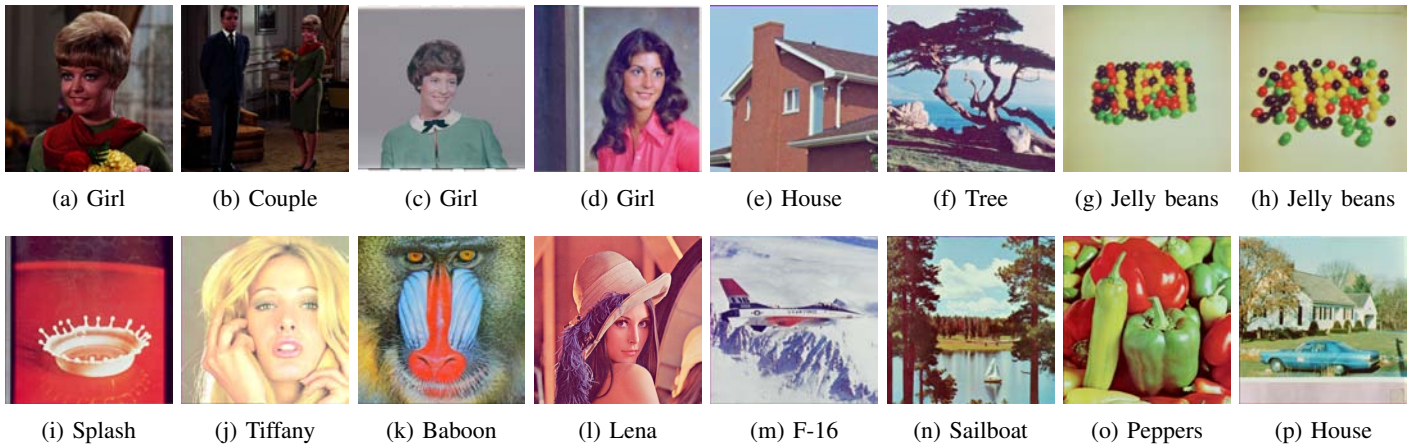 (a) Girl (b) Couple (c) Girl (d) Girl (e) House (f) Tree (g) Jelly beans (h) Jelly beans
(i) Splash (j) Tiffany (k) Baboon (l) Lena (m) F-16 (n) Sailboat (o) Peppers (p) House